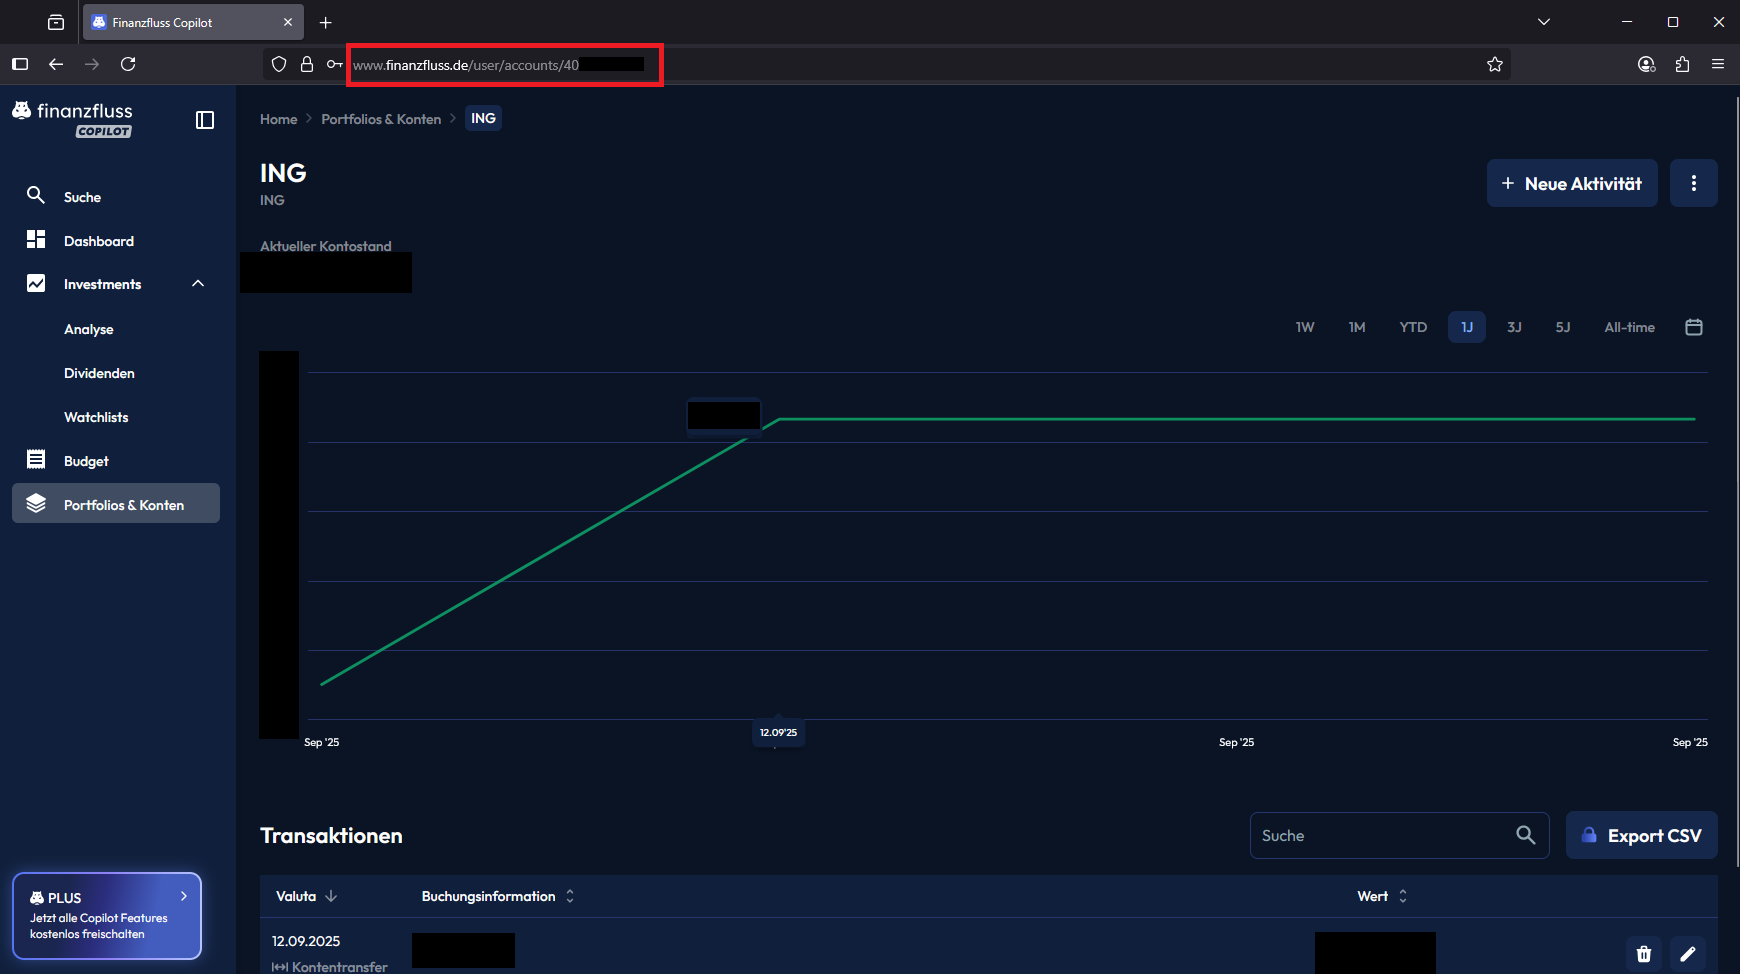 Finanzfluss Copilot
www.finanzfluss.de/user/accounts/40
finanzfluss
COPILOT
Home > Portfolios & Konten > ING
Suche
Dashboard
Investments
Analyse
Dividenden
Watchlists
Budget
Portfolios & Konten
PLUS
Jetzt alle Copilot Features
kostenlos freischalten
ING
ING
+ Neue Aktivität
Aktueller Kontostand
1W 1M YTD 1J 3J 5J All-time
12.09'25
Sep '25 Sep '25 Sep '25
Transaktionen
Suche
Export CSV
Valuta Buchungsinformation Wert
12.09.2025
Kontentransfer